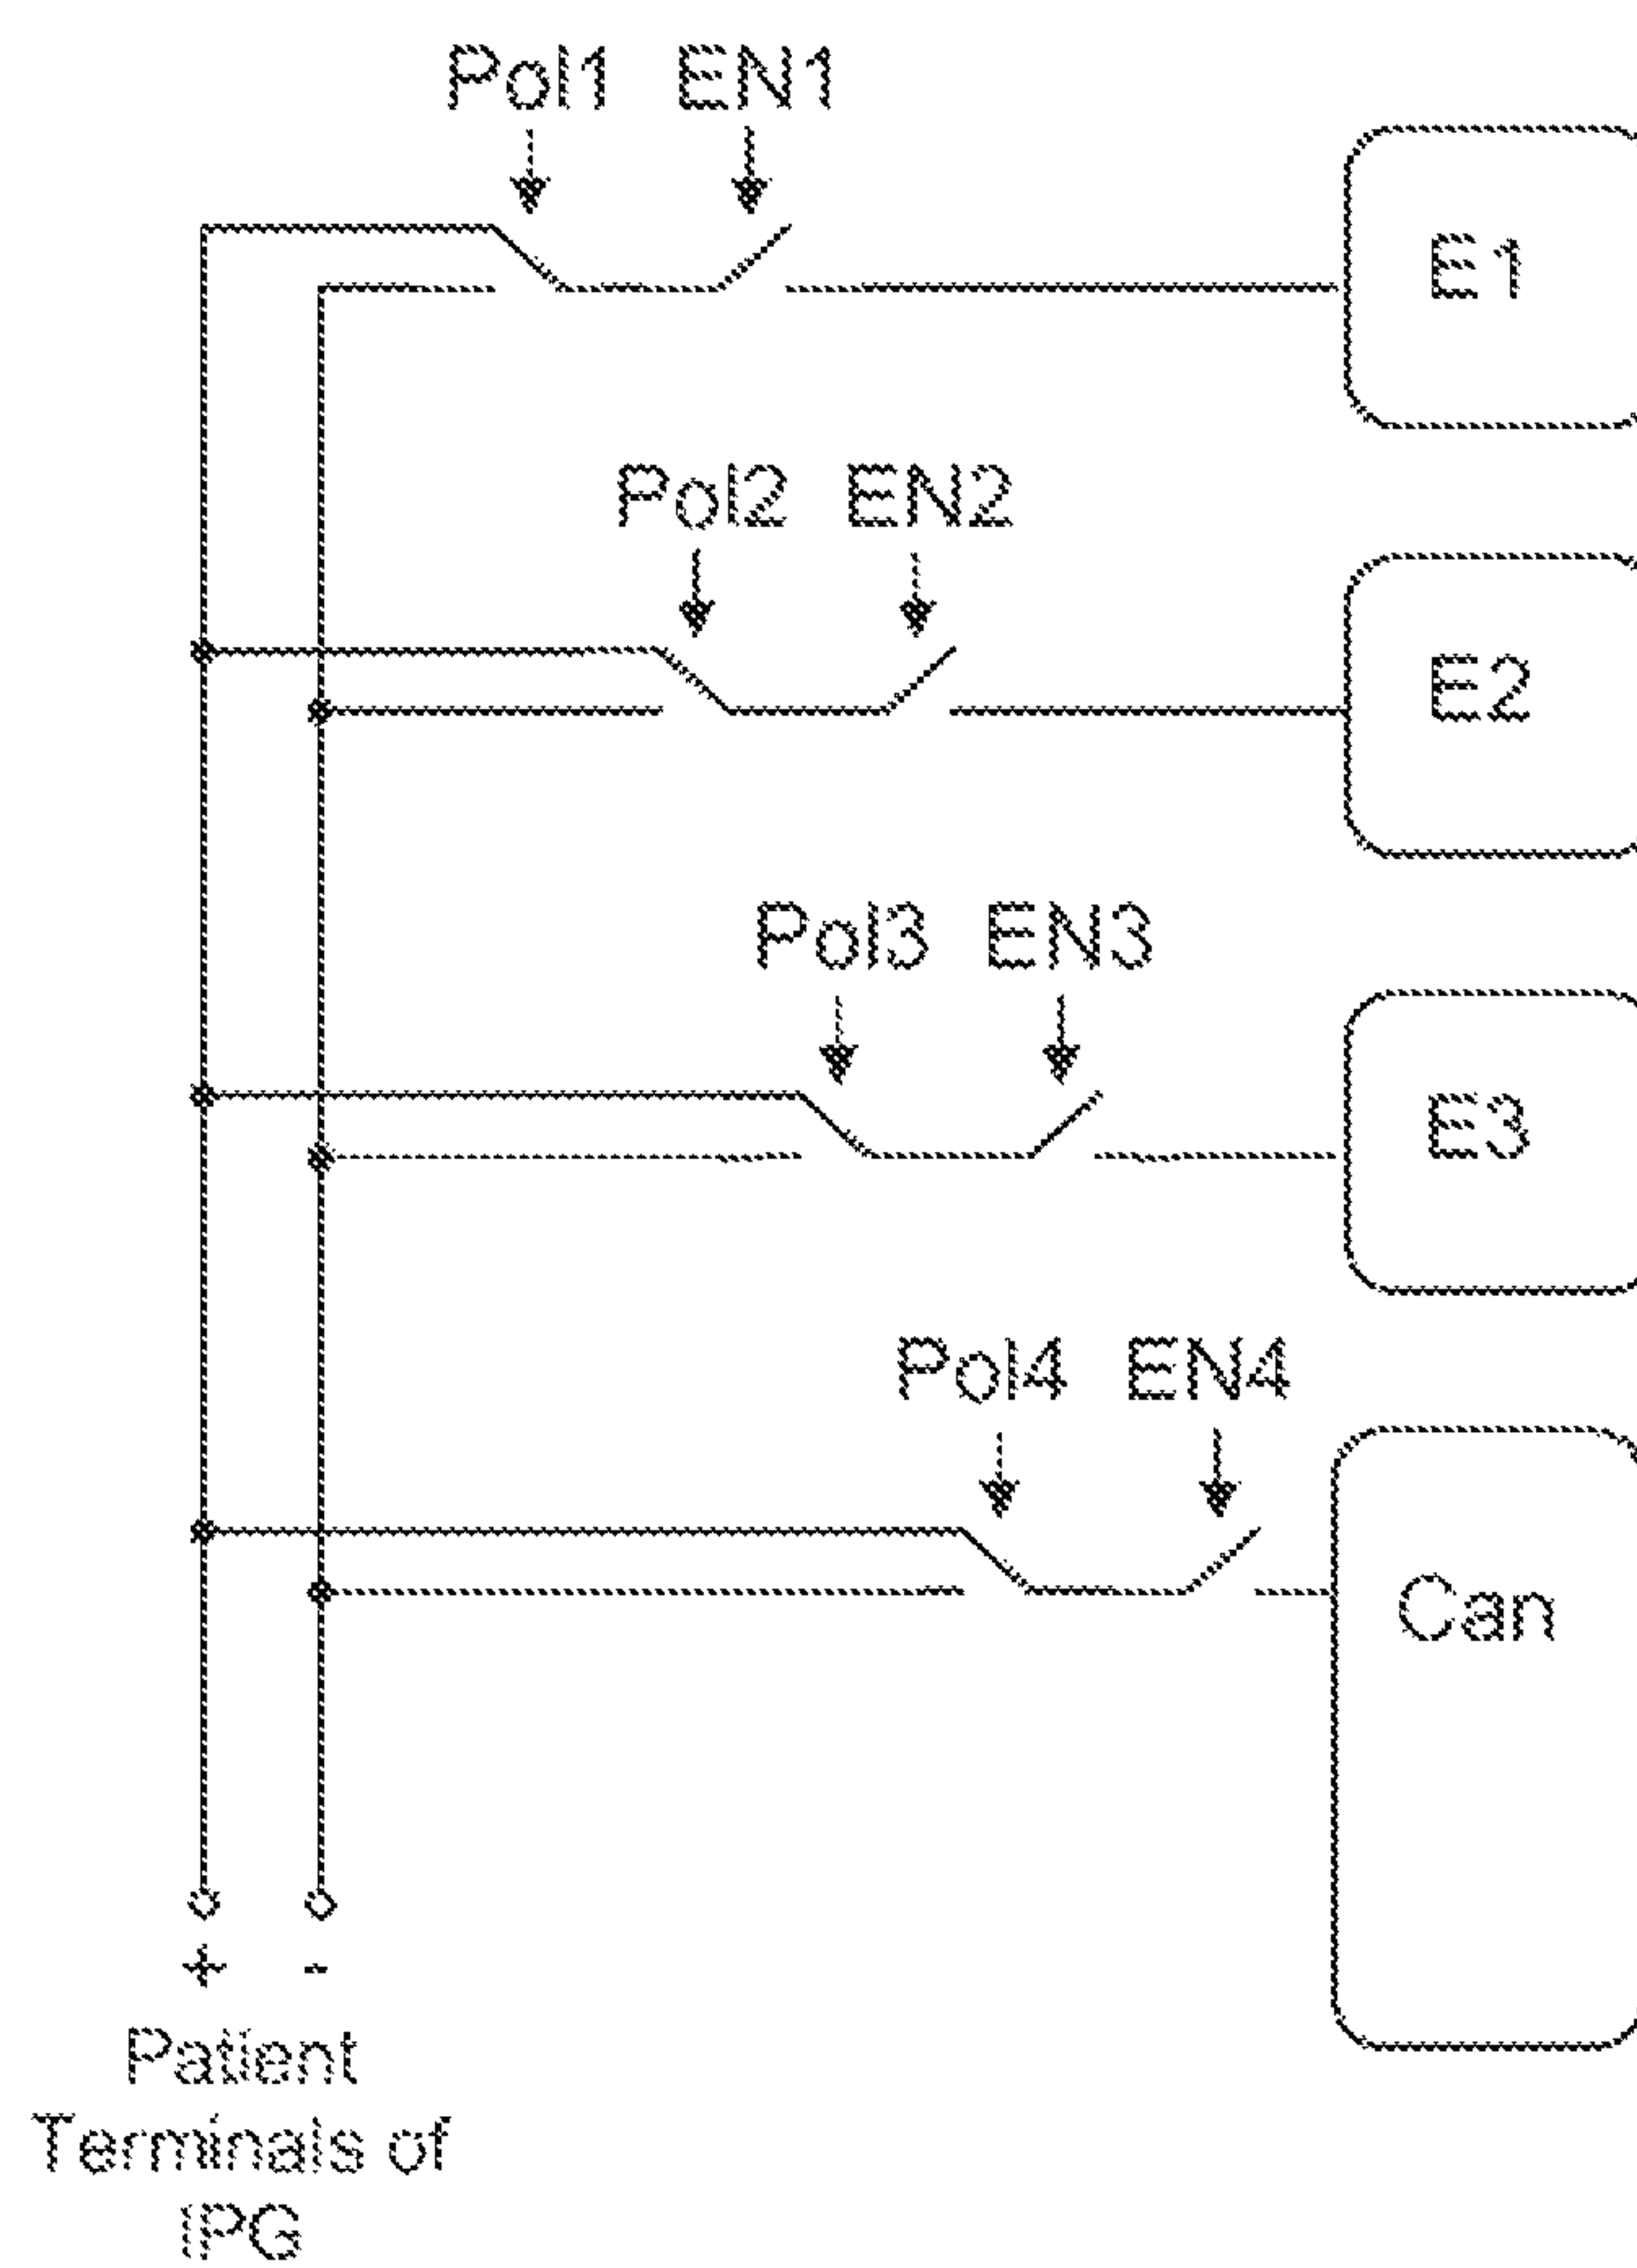 Pol1 EN1
E1
Pol2 EN2
E2
Pol3 EN3
E3
Pol4 EN4
Can
+ -
Patient
Terminals of
IPG